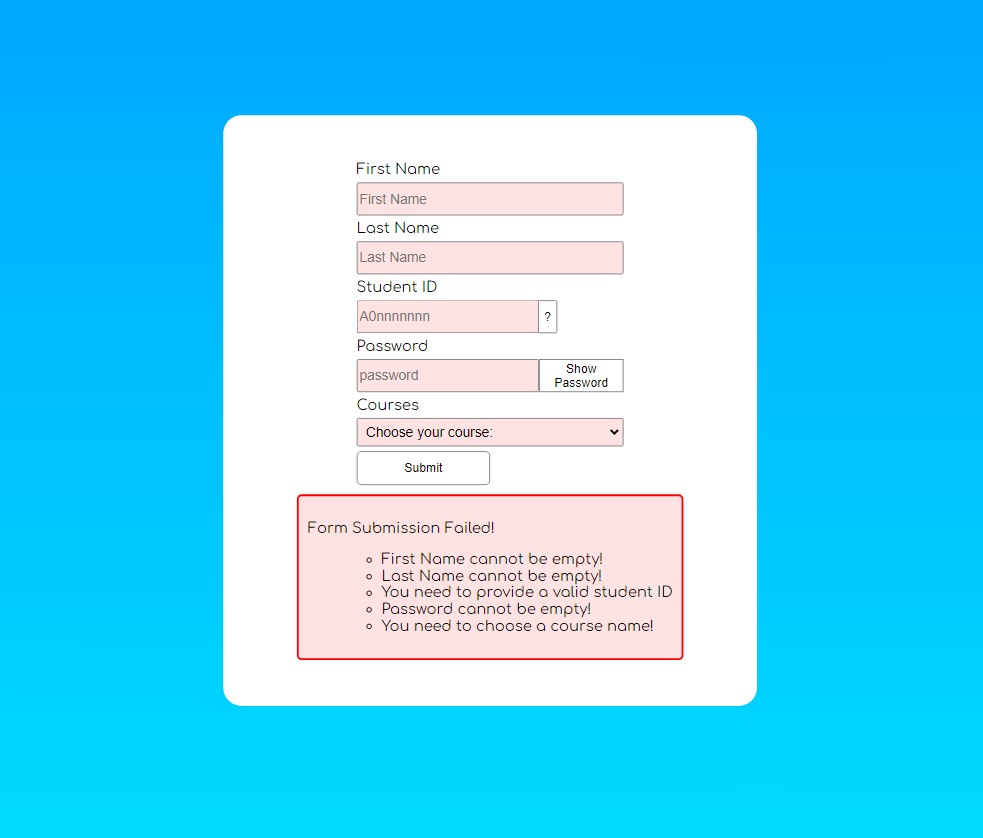 First Name
First Name
Last Name
Last Name
Student ID
A0nnnnnnn
?
Password
password
Show
Password
Courses
Choose your course:
Submit
Form Submission Failed!
First Name cannot be empty!
Last Name cannot be empty!
You need to provide a valid student ID
Password cannot be empty!
You need to choose a course name!